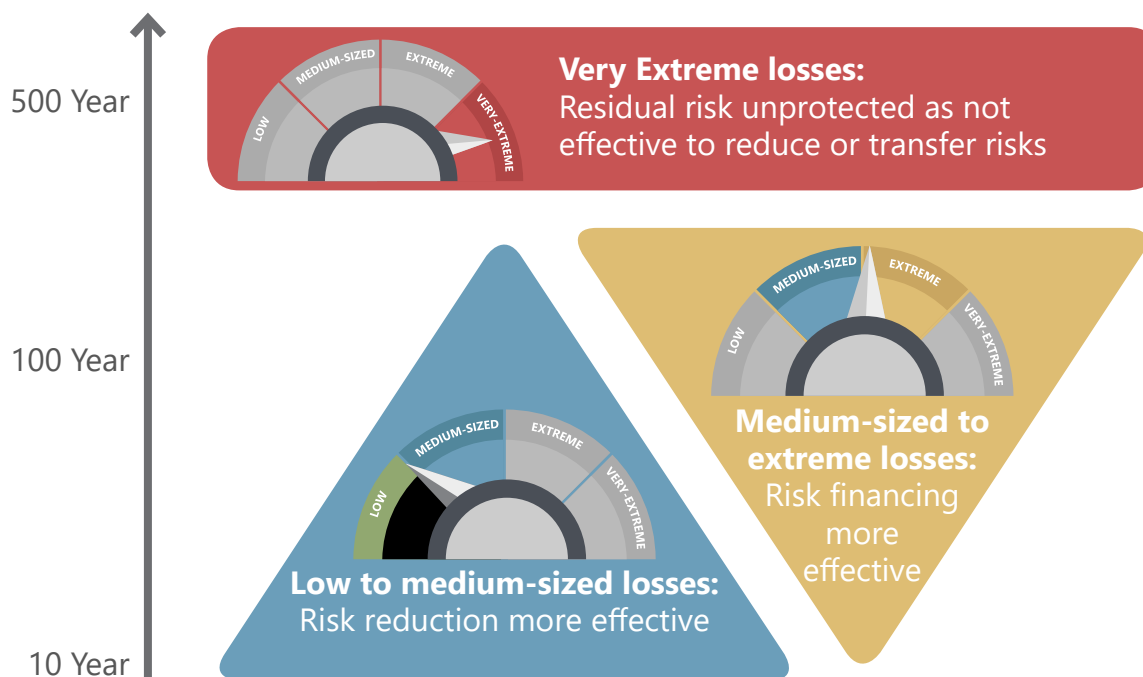 500 Year
100 Year
10 Year
LOW
MEDIUM-SIZED
EXTREME
VERY-EXTREME
Very Extreme losses:
Residual risk unprotected as not
effective to reduce or transfer risks
LOW
MEDIUM-SIZED
EXTREME
VERY-EXTREME
Medium-sized to
extreme losses:
Risk financing
more
effective
LOW
MEDIUM-SIZED
EXTREME
VERY-EXTREME
Low to medium-sized losses:
Risk reduction more effective